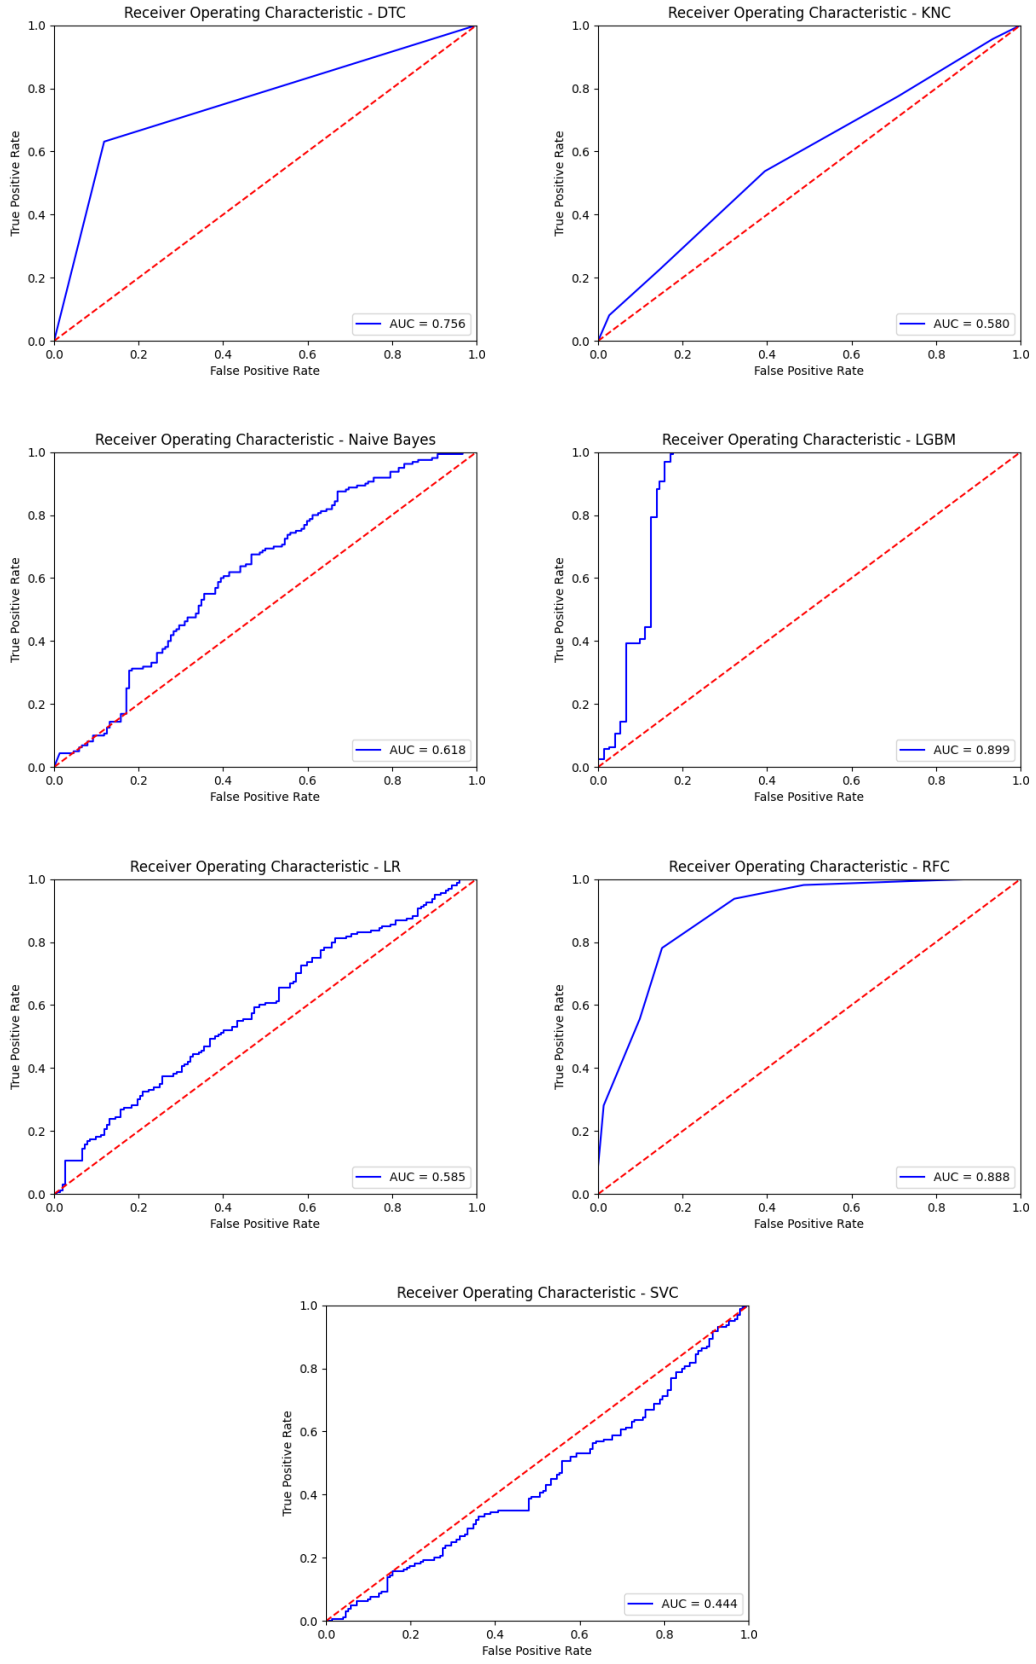 Receiver Operating Characteristic - DTC
1.0
0.8
0.6
0.4
0.2
0.0
True Positive Rate
AUC = 0.756
0.0 0.2 0.4 0.6 0.8 1.0
False Positive Rate
Receiver Operating Characteristic - KNC
1.0
0.8
0.6
0.4
0.2
0.0
True Positive Rate
AUC = 0.580
0.0 0.2 0.4 0.6 0.8 1.0
False Positive Rate
Receiver Operating Characteristic - Naive Bayes
1.0
0.8
0.6
0.4
0.2
0.0
True Positive Rate
AUC = 0.618
0.0 0.2 0.4 0.6 0.8 1.0
False Positive Rate
Receiver Operating Characteristic - LGBM
1.0
0.8
0.6
0.4
0.2
0.0
True Positive Rate
AUC = 0.899
0.0 0.2 0.4 0.6 0.8 1.0
False Positive Rate
Receiver Operating Characteristic - LR
1.0
0.8
0.6
0.4
0.2
0.0
True Positive Rate
AUC = 0.585
0.0 0.2 0.4 0.6 0.8 1.0
False Positive Rate
Receiver Operating Characteristic - RFC
1.0
0.8
0.6
0.4
0.2
0.0
True Positive Rate
AUC = 0.888
0.0 0.2 0.4 0.6 0.8 1.0
False Positive Rate
Receiver Operating Characteristic - SVC
1.0
0.8
0.6
0.4
0.2
0.0
True Positive Rate
AUC = 0.444
0.0 0.2 0.4 0.6 0.8 1.0
False Positive Rate